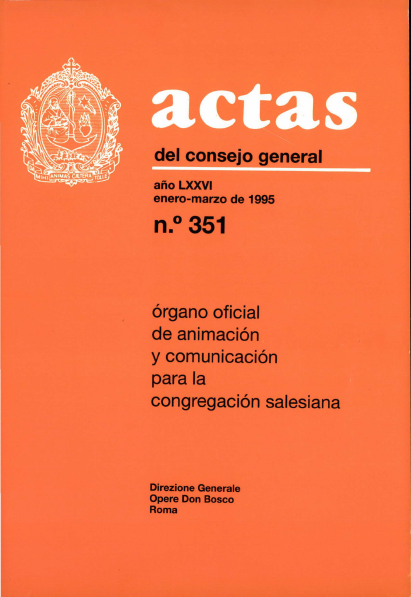 actas
del consejo general
año LXXVI
enero-marzo de 1995
n.º 351
órgano oficial
de animación
y comunicación
para la
congregación salesiana
Direzione Generale
Opere Don Bosco
Roma